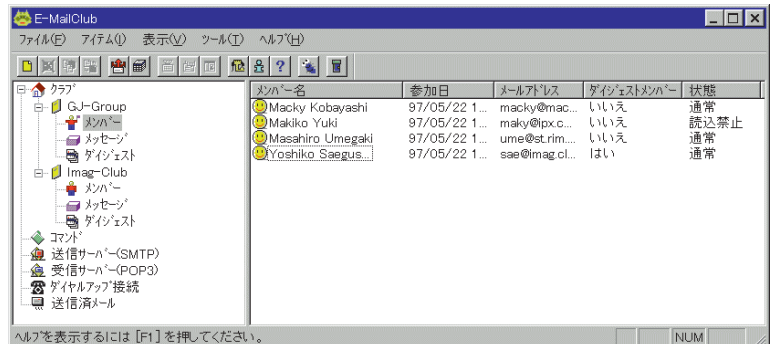 E-MailClub
ファイル(F) アイテム(I) 表示(V) ツール(T) ヘルプ(H)
クラブ
GJ-Group
メンバー
メッセージ
ダイジェスト
Imag-Club
メンバー
メッセージ
ダイジェスト
コマンド
送信サーバー(SMTP)
受信サーバー(POP3)
ダイヤルアップ接続
送信済メール
メンバー名 参加日 メールアドレス ダイジェストメンバー 状態
Macky Kobayashi 97/05/22 1... macky@mac... いいえ 通常
Makiko Yuki 97/05/22 1... maky@ipx.c... いいえ 読込禁止
Masahiro Umegaki 97/05/22 1... ume@st.rim.... いいえ 通常
Yoshiko Saegus... 97/05/22 1... sae@imag.cl... はい 通常
ヘルプを表示するには [F1] を押してください。
NUM